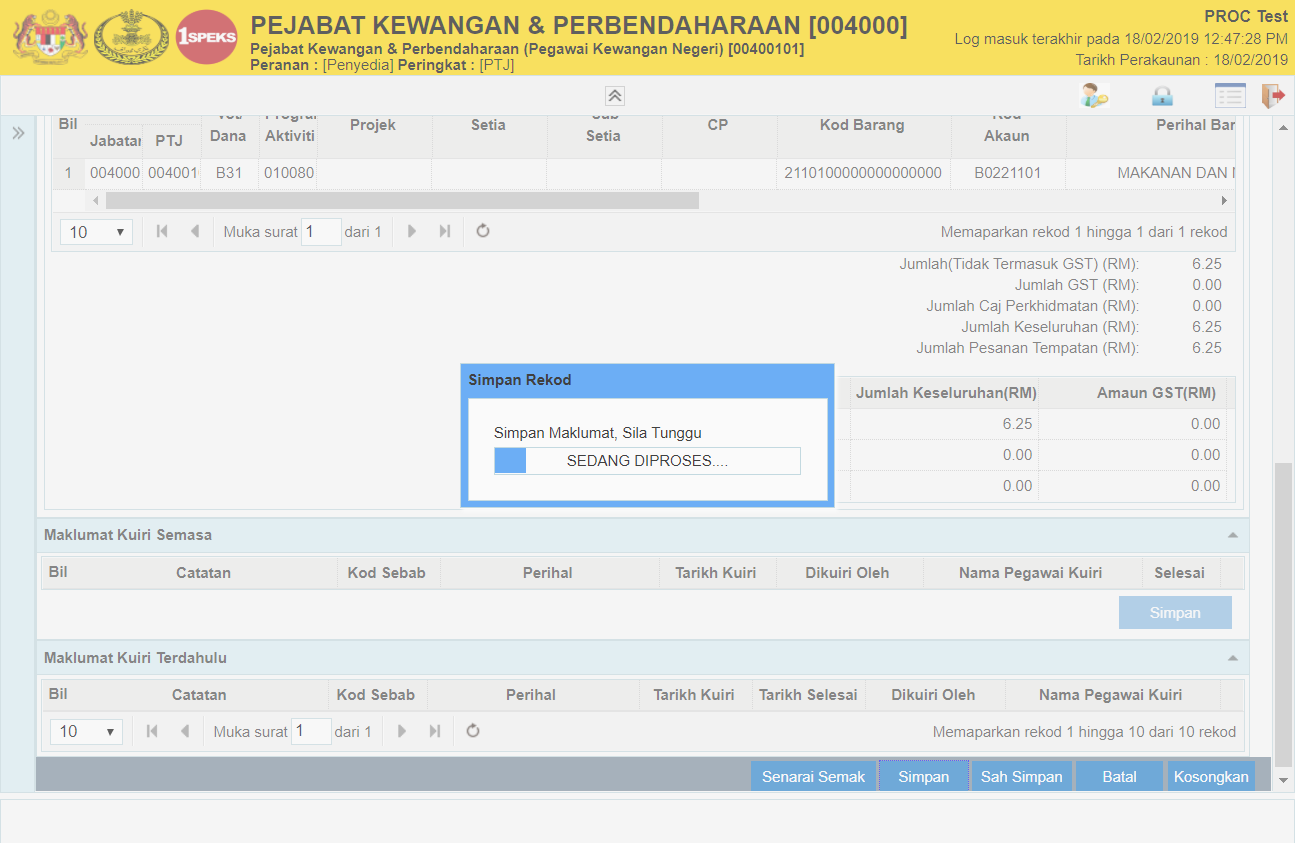 1SPEKS
PEJABAT KEWANGAN & PERBENDAHARAAN [004000]
Pejabat Kewangan & Perbendaharaan (Pegawai Kewangan Negeri) [00400101]
Peranan : [Penyedia] Peringkat : [PTJ]
PROC Test
Log masuk terakhir pada 18/02/2019 12:47:28 PM
Tarikh Perakaunan : 18/02/2019
Bil Jabatan PTJ Dana Aktiviti Projek Setia Setia CP Kod Barang Akaun Perihal Bar
1 004000 004001 B31 010080 2110100000000000000 B0221101 MAKANAN DAN
10 Muka surat 1 dari 1 Memaparkan rekod 1 hingga 1 dari 1 rekod
Jumlah(Tidak Termasuk GST) (RM): 6.25
Jumlah GST (RM): 0.00
Jumlah Caj Perkhidmatan (RM): 0.00
Jumlah Keseluruhan (RM): 6.25
Jumlah Pesanan Tempatan (RM): 6.25
Simpan Rekod
Simpan Maklumat, Sila Tunggu
SEDANG DIPROSES....
Jumlah Keseluruhan(RM) Amaun GST(RM)
6.25 0.00
0.00 0.00
0.00 0.00
Maklumat Kuiri Semasa
Bil Catatan Kod Sebab Perihal Tarikh Kuiri Dikuiri Oleh Nama Pegawai Kuiri Selesai
Simpan
Maklumat Kuiri Terdahulu
Bil Catatan Kod Sebab Perihal Tarikh Kuiri Tarikh Selesai Dikuiri Oleh Nama Pegawai Kuiri
10 Muka surat 1 dari 1 Memaparkan rekod 1 hingga 10 dari 10 rekod
Senarai Semak Simpan Sah Simpan Batal Kosongkan